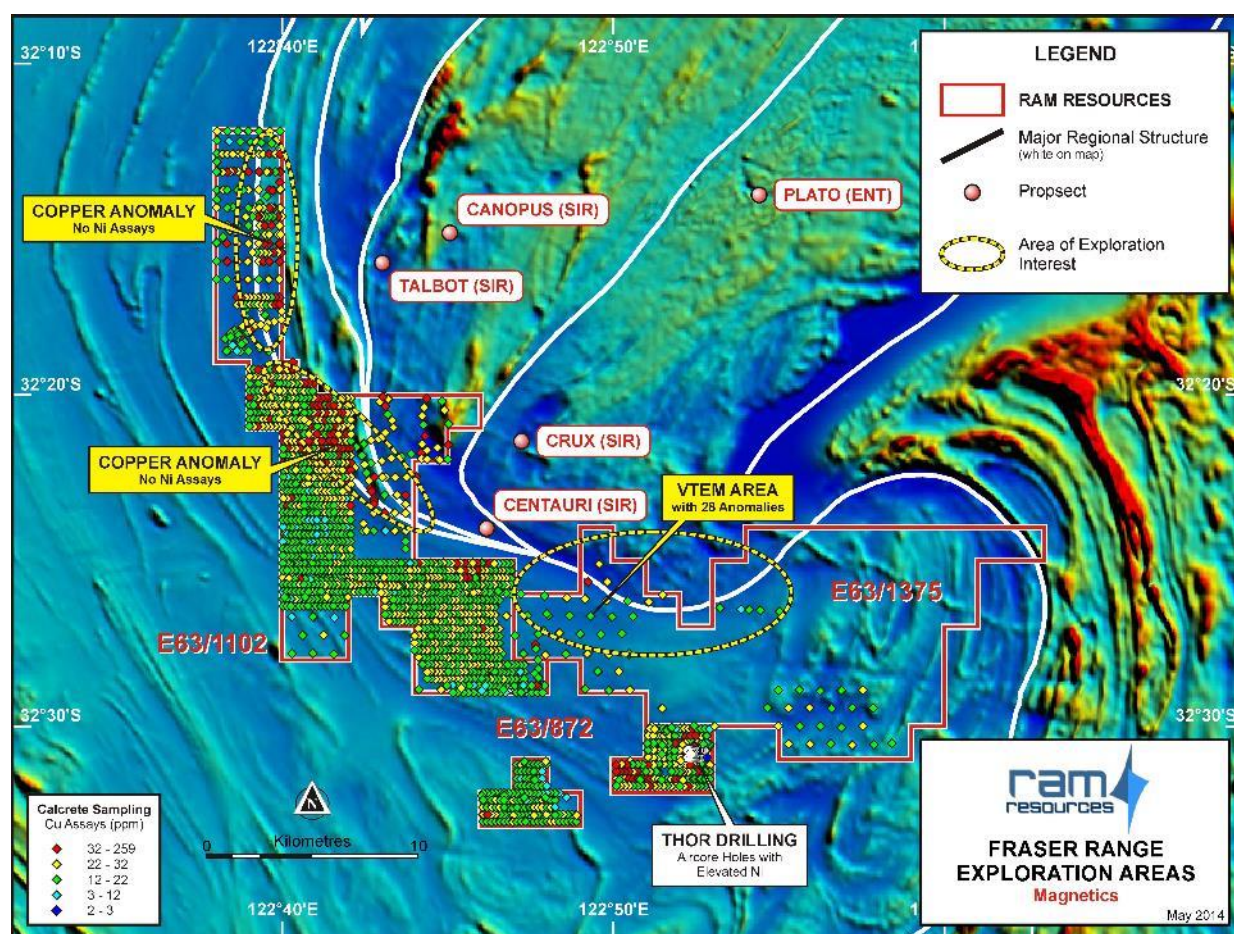 122°40'E
122°50'E
32°10'S
LEGEND
RAM RESOURCES
Major Regional Structure
(white on map)
Propsect
Area of Exploration
Interest
COPPER ANOMALY
No Ni Assays
CANOPUS (SIR)
PLATO (ENT)
TALBOT (SIR)
32°20'S
32°20'S
COPPER ANOMALY
No Ni Assays
CRUX (SIR)
CENTAURI (SIR)
VTEM AREA
with 28 Anomalies
E63/1375
E63/1102
32°30'S
32°30'S
E63/872
Calcrete Sampling
Cu Assays (ppm)
32 - 259
22 - 32
12 - 22
3 - 12
2 - 3
Kilometres
0
10
THOR DRILLING
Aircore Holes with
Elevated Ni
122°40'E
122°50'E
ram
resources
FRASER RANGE
EXPLORATION AREAS
Magnetics
May 2014